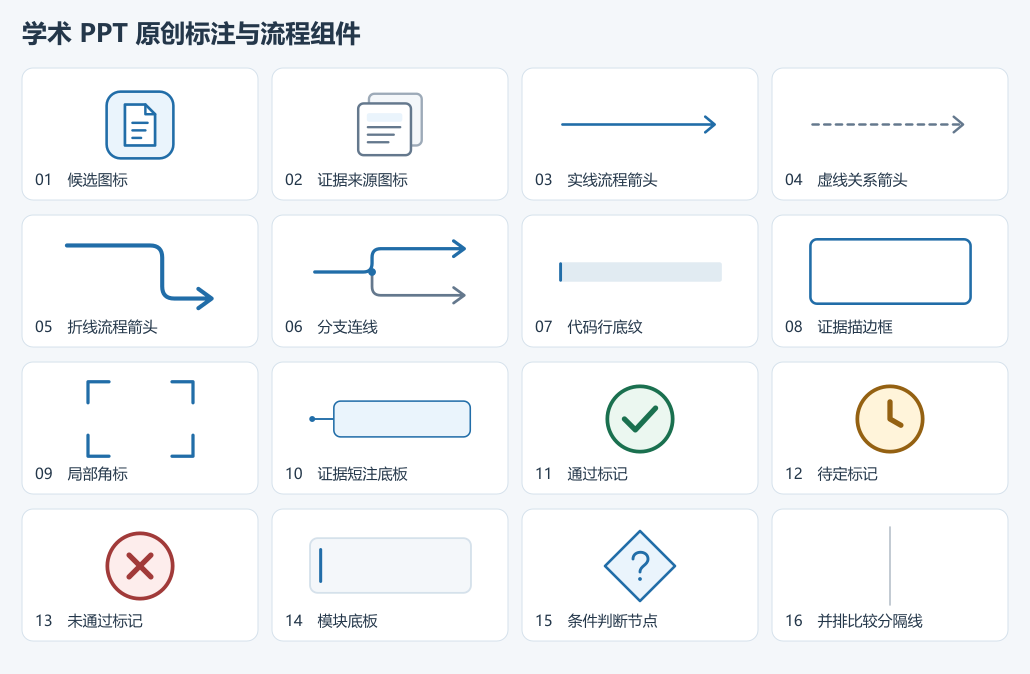 学术 PPT 原创标注与流程组件
01 候选图标
02 证据来源图标
03 实线流程箭头
04 虚线关系箭头
05 折线流程箭头
06 分支连线
07 代码行底纹
08 证据描边框
09 局部角标
10 证据短注底板
11 通过标记
12 待定标记
13 未通过标记
14 模块底板
?
15 条件判断节点
16 并排比较分隔线